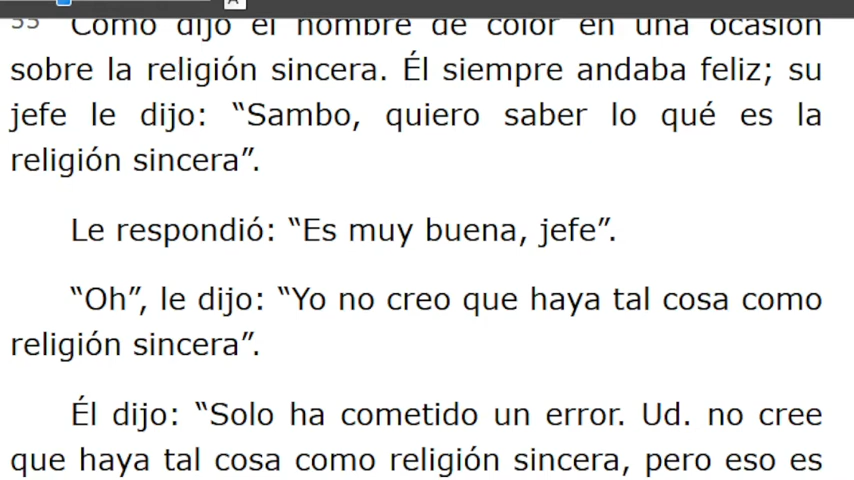 55 Como dijo el hombre de color en una ocasión
sobre la religión sincera. Él siempre andaba feliz; su
jefe le dijo: “Sambo, quiero saber lo qué es la
religión sincera”.
Le respondió: “Es muy buena, jefe”.
“Oh”, le dijo: “Yo no creo que haya tal cosa como
religión sincera”.
Él dijo: “Solo ha cometido un error. Ud. no cree
que haya tal cosa como religión sincera, pero eso es